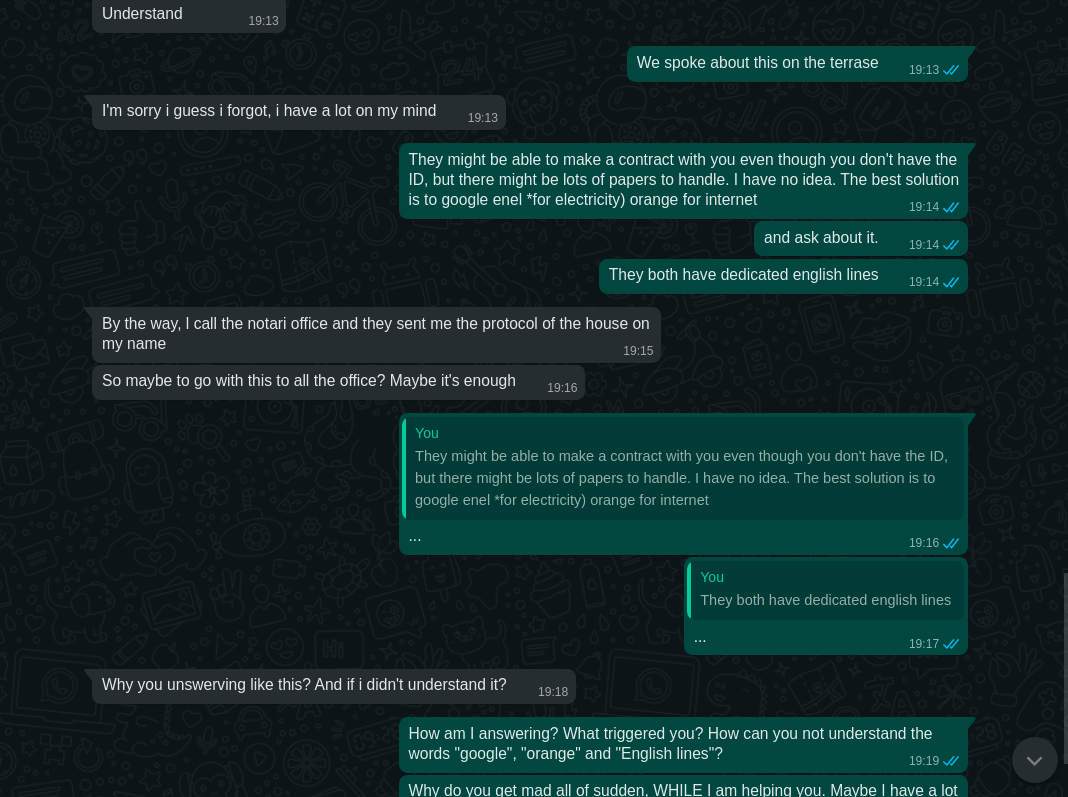 Understand
19:13
We spoke about this on the terrase
19:13
I'm sorry i guess i forgot, i have a lot on my mind
19:13
They might be able to make a contract with you even though you don't have the
ID, but there might be lots of papers to handle. I have no idea. The best solution
is to google enel *for electricity) orange for internet
19:14
and ask about it.
19:14
They both have dedicated english lines
19:14
By the way, I call the notari office and they sent me the protocol of the house on
my name
19:15
So maybe to go with this to all the office? Maybe it's enough
19:16
You
They might be able to make a contract with you even though you don't have the ID,
but there might be lots of papers to handle. I have no idea. The best solution is to
google enel *for electricity) orange for internet
...
19:16
You
They both have dedicated english lines
...
19:17
Why you unswerving like this? And if i didn't understand it?
19:18
How am I answering? What triggered you? How can you not understand the
words "google", "orange" and "English lines"?
19:19
Why do you get mad all of sudden, WHILE I am helping you. Maybe I have a lot